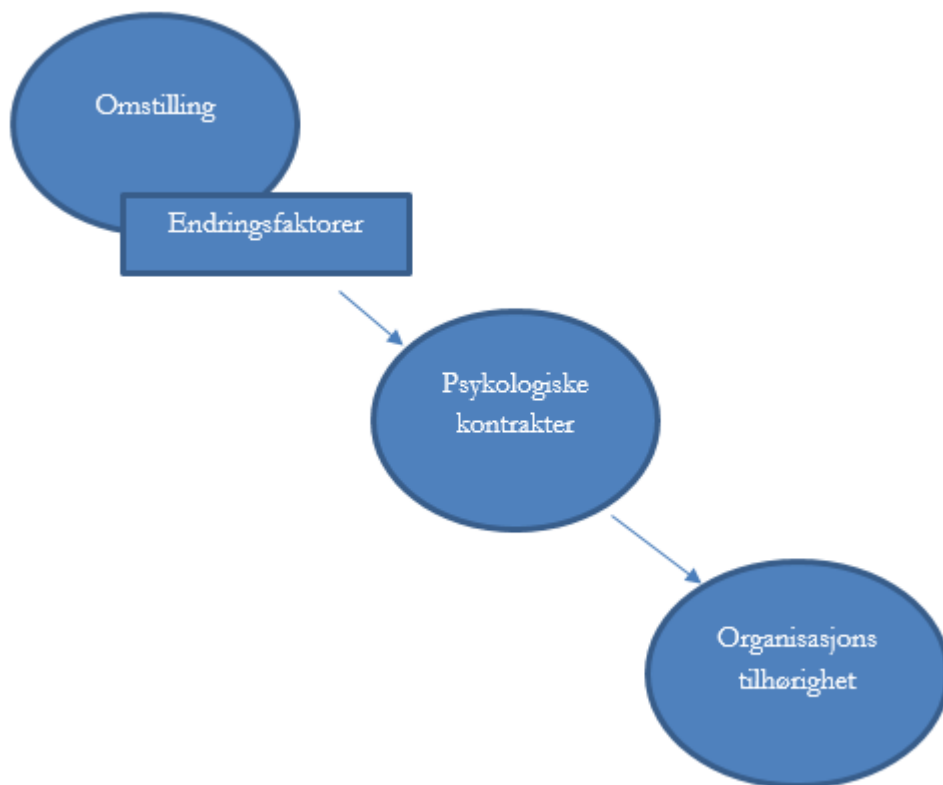 Omstilling
Endringsfaktorer
Psykologiske
kontrakter
Organisasjons
tilhørighet